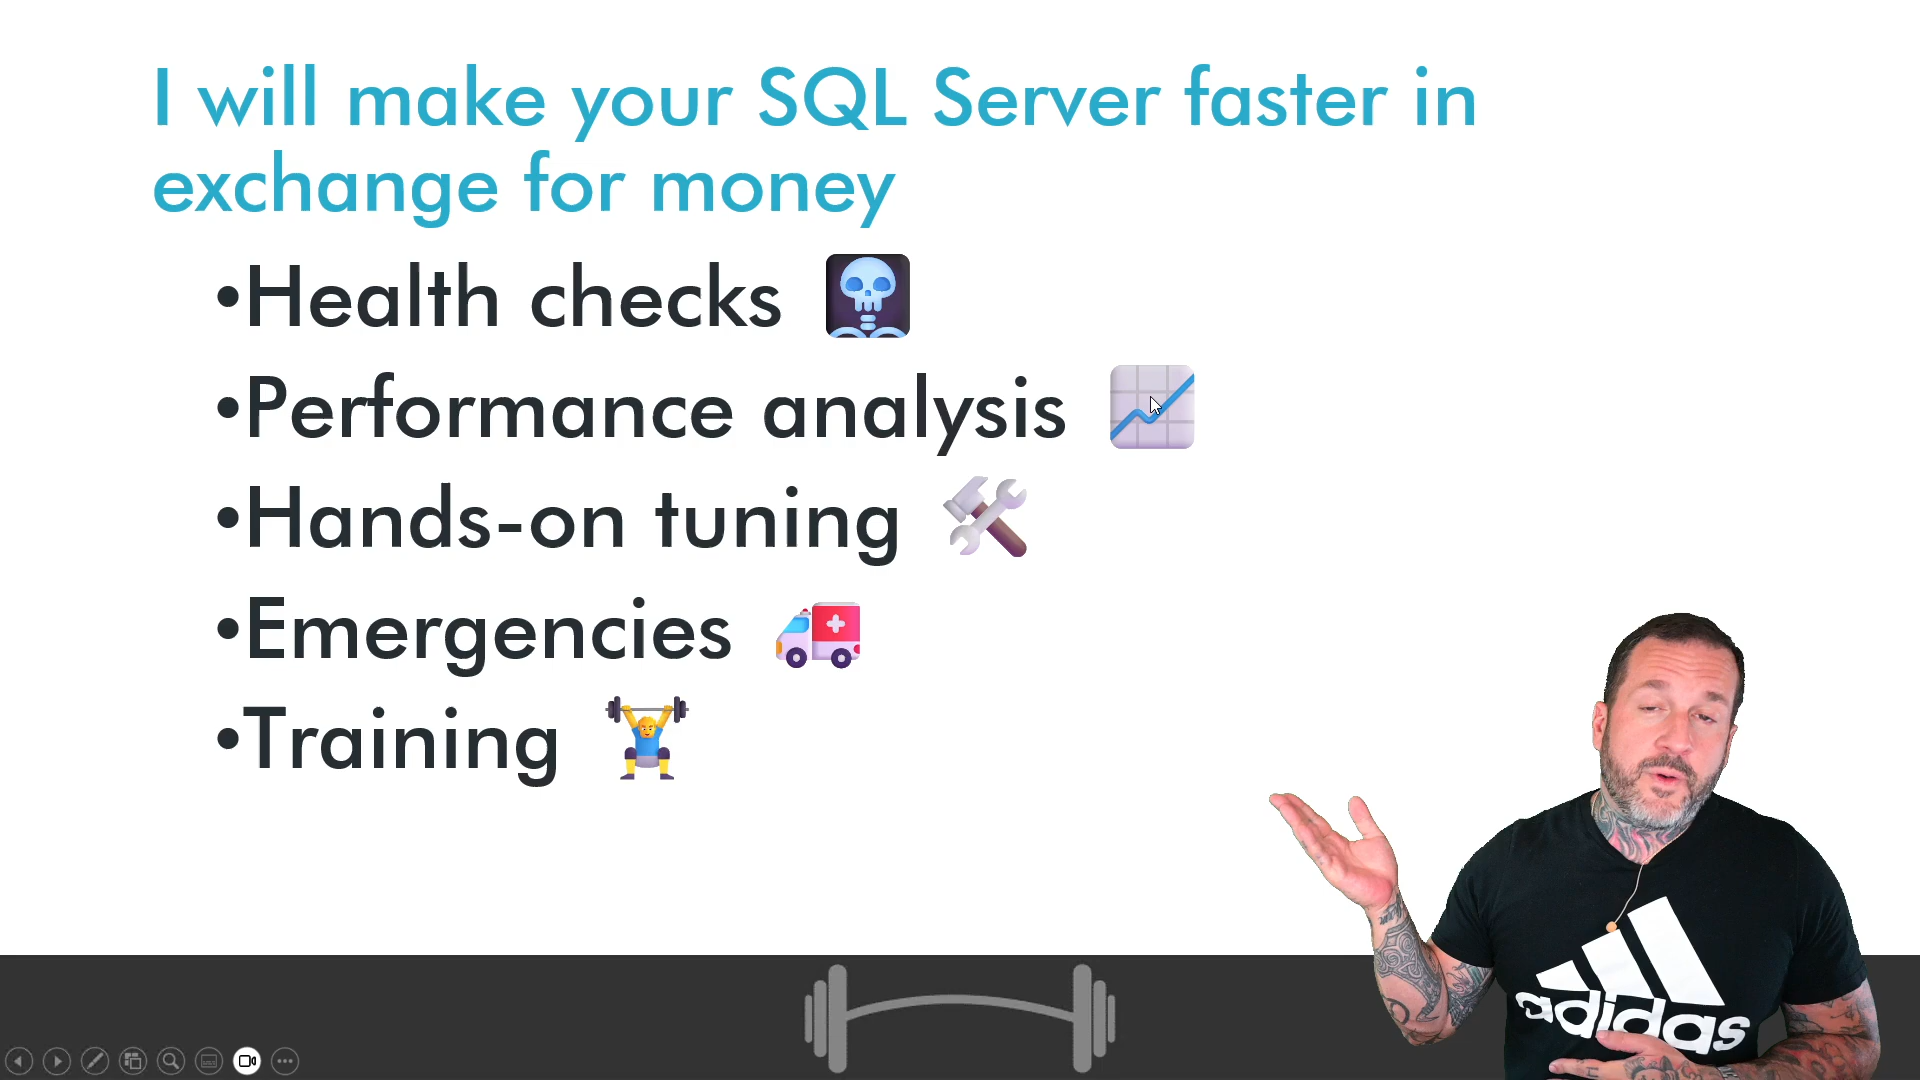 I will make your SQL Server faster in
exchange for money
•Health checks
•Performance analysis
•Hands-on tuning
•Emergencies
•Training
adidas